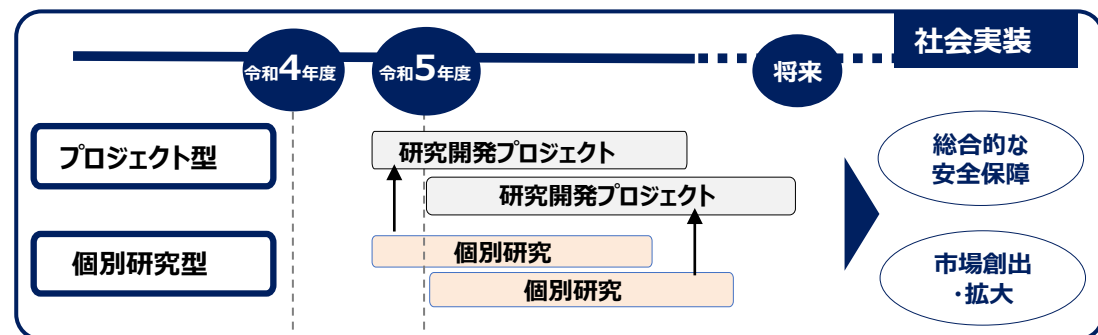 社会実装
令和4年度
令和5年度
将来
プロジェクト型
研究開発プロジェクト
研究開発プロジェクト
総合的な
安全保障
個別研究型
個別研究
個別研究
市場創出
・拡大